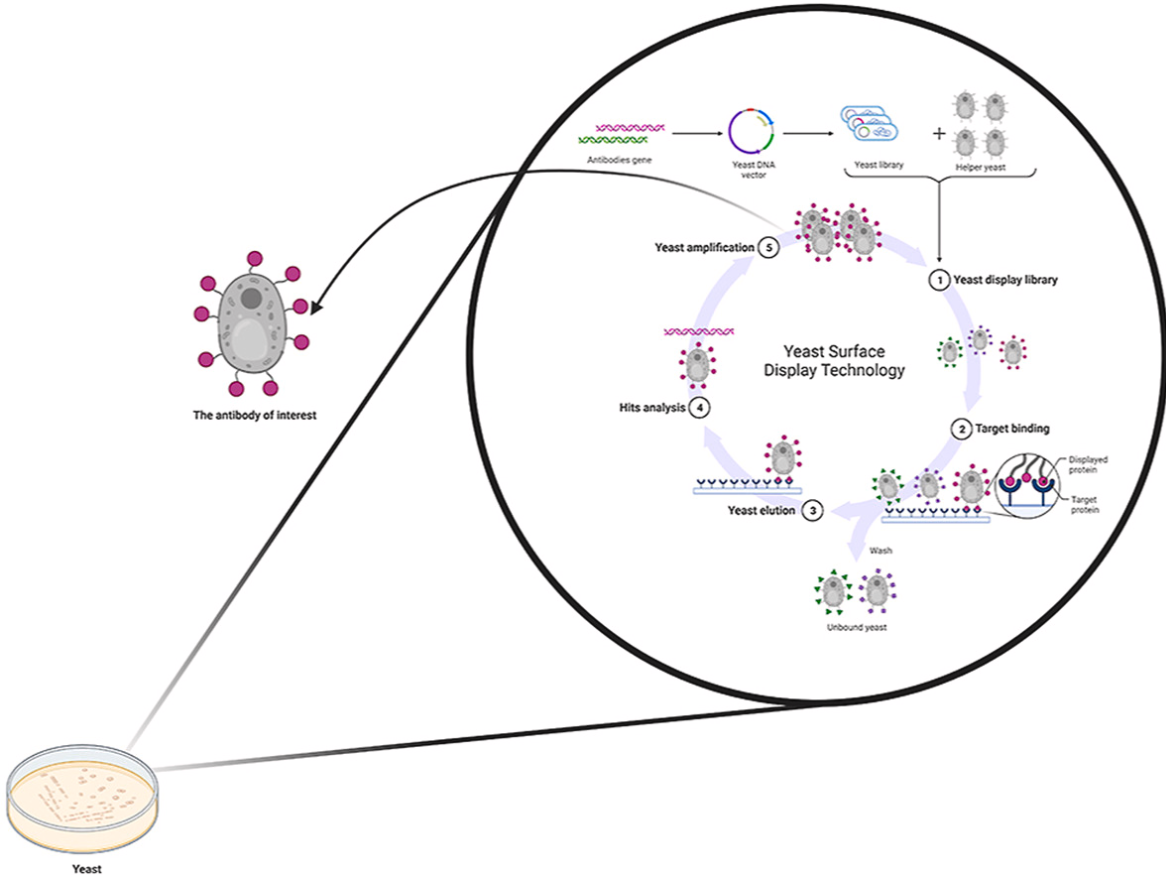 Antibodies gene
Yeast DNA
vector
Yeast library
+
Helper yeast
Yeast amplification 5
1 Yeast display library
Yeast Surface
Display Technology
Hits analysis 4
2 Target binding
Displayed
protein
Target
protein
Yeast elution 3
Wash
Unbound yeast
The antibody of interest
Yeast